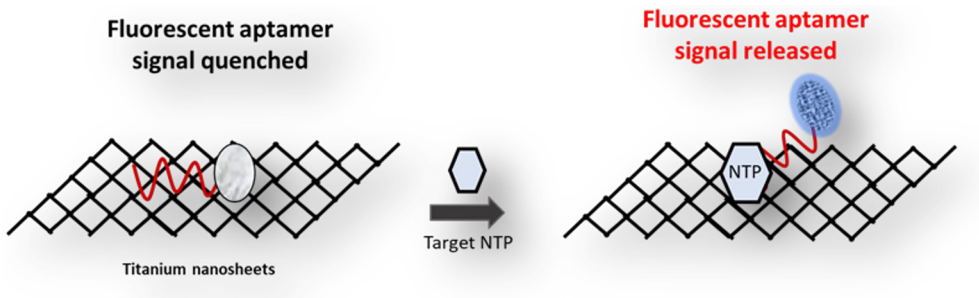 Fluorescent aptamer
signal quenched
Fluorescent aptamer
signal released
NTP
Target NTP
Titanium nanosheets